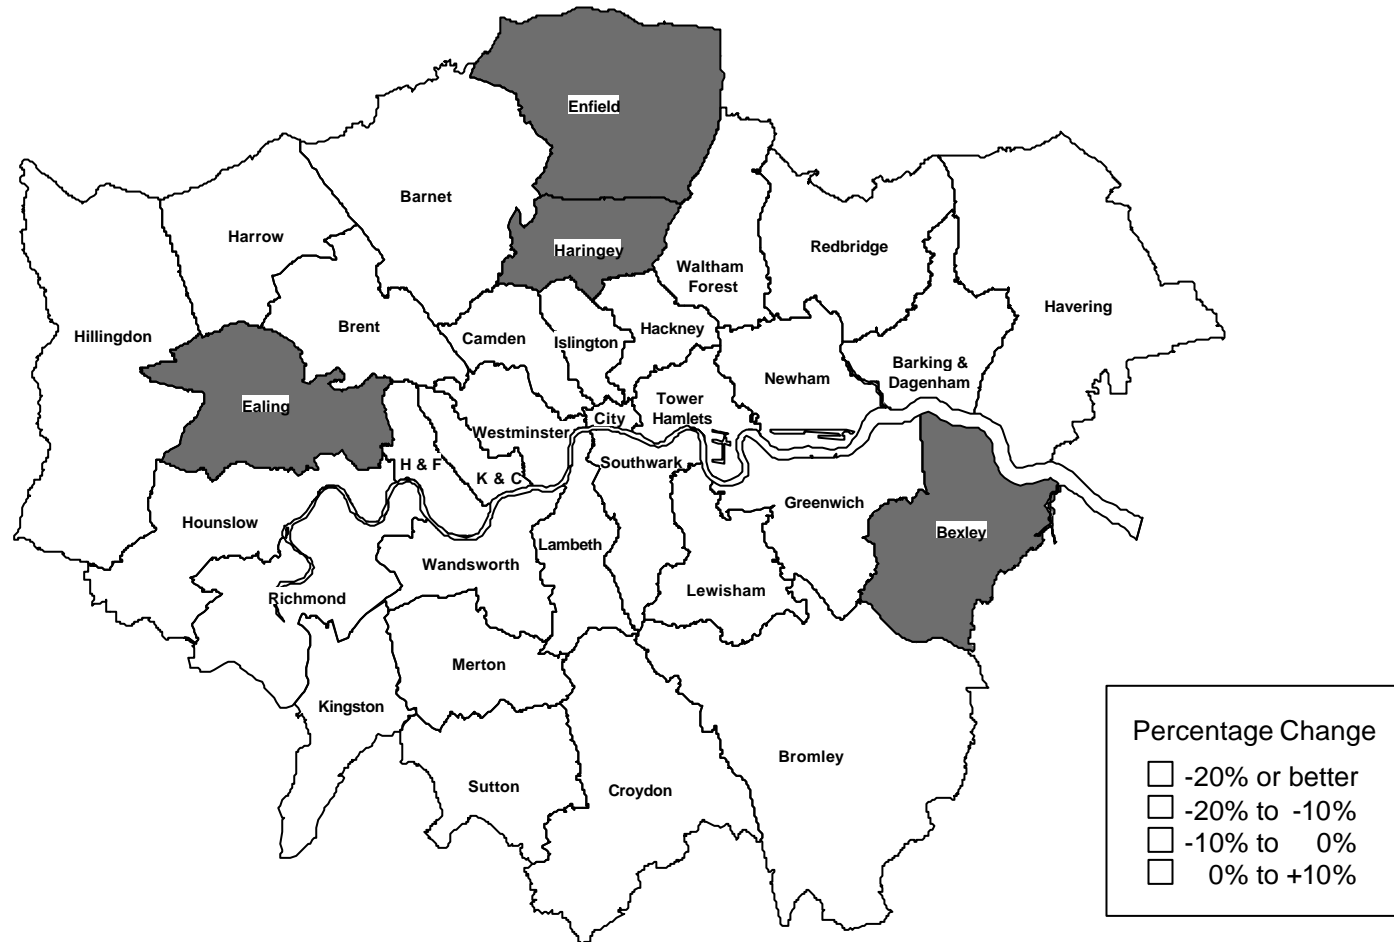 Enfield
Barnet
Harrow
Haringey
Redbridge
Waltham
Forest
Havering
Hillingdon
Brent
Camden
Islington
Hackney
Barking &
Dagenham
Newham
Ealing
Tower
Hamlets
City
Westminster
H & F
K & C
Southwark
Greenwich
Hounslow
Bexley
Lambeth
Wandsworth
Lewisham
Richmond
Merton
Kingston
Bromley
Sutton
Croydon
Percentage Change
-20% or better
-20% to -10%
-10% to 0%
0% to +10%